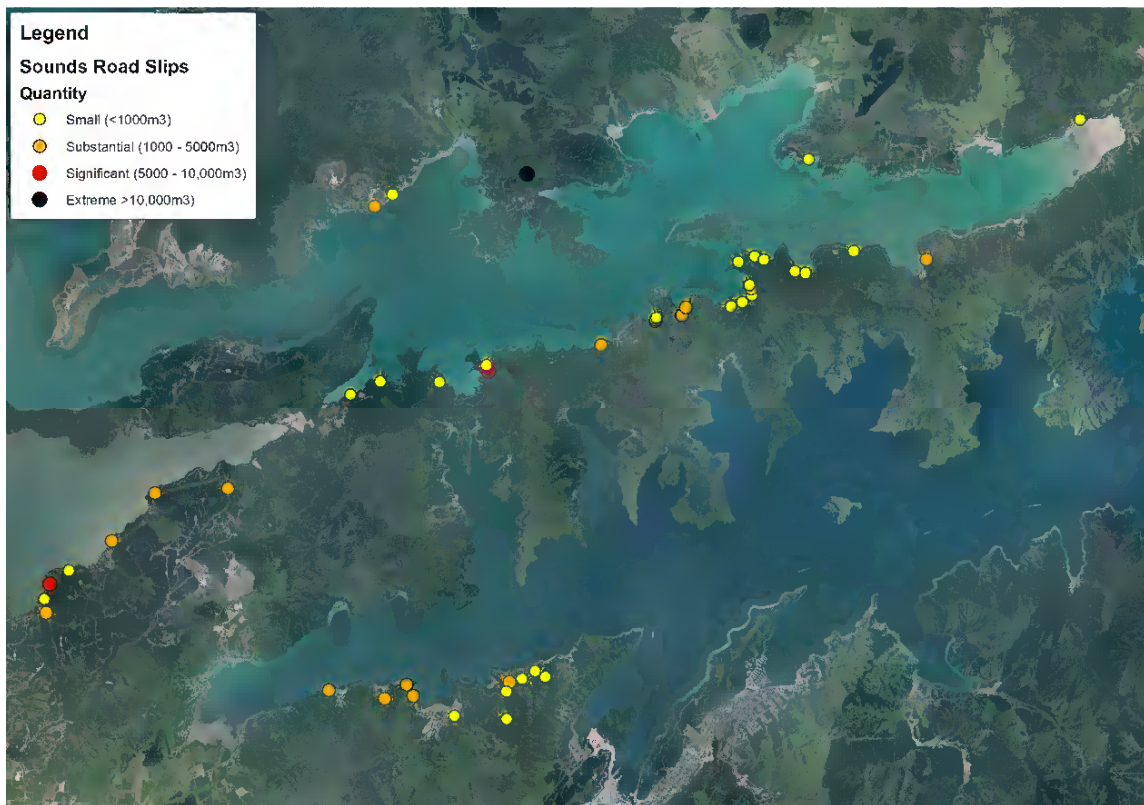 Legend
Sounds Road Slips
Quantity
Small (<1000m3)
Substantial (1000 - 5000m3)
Significant (5000 - 10,000m3)
Extreme >10,000m3)